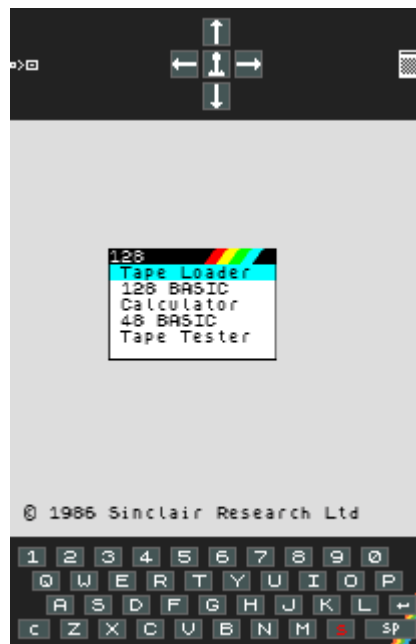 128
Tape Loader
128 BASIC
Calculator
48 BASIC
Tape Tester
© 1986 Sinclair Research Ltd
1 2 3 4 5 6 7 8 9 0
Q W E R T Y U I O P
A S D F G H J K L
c Z X C V B N M s SP